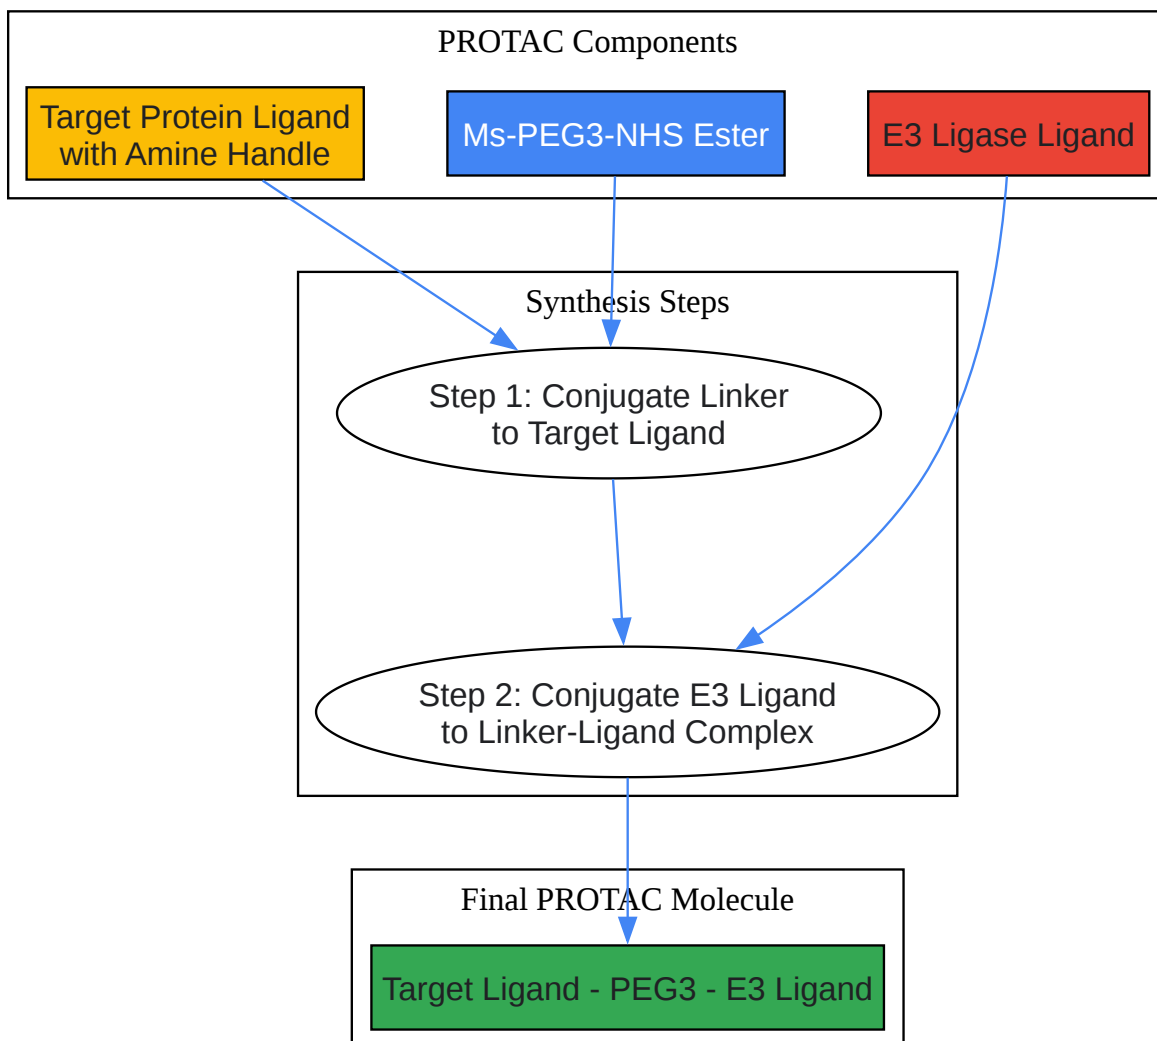 PROTAC Components
Target Protein Ligand
with Amine Handle
Ms-PEG3-NHS Ester
E3 Ligase Ligand
Synthesis Steps
Step 1: Conjugate Linker
to Target Ligand
Step 2: Conjugate E3 Ligand
to Linker-Ligand Complex
Final PROTAC Molecule
Target Ligand - PEG3 - E3 Ligand